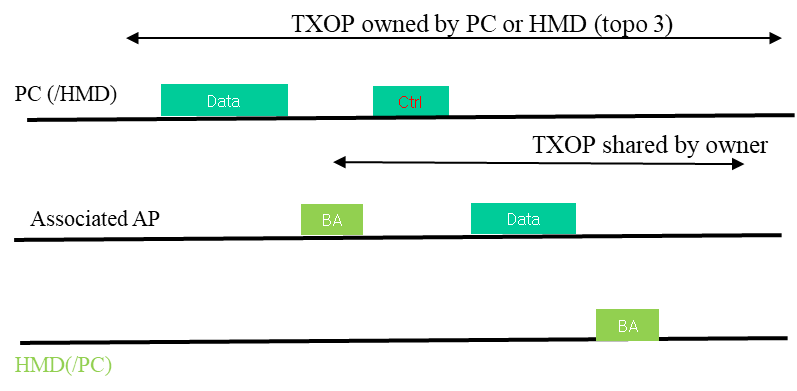 TXOP owned by PC or HMD (topo 3)
PC (/HMD)
Data
Ctrl
TXOP shared by owner
Associated AP
BA
Data
BA
HMD(/PC)